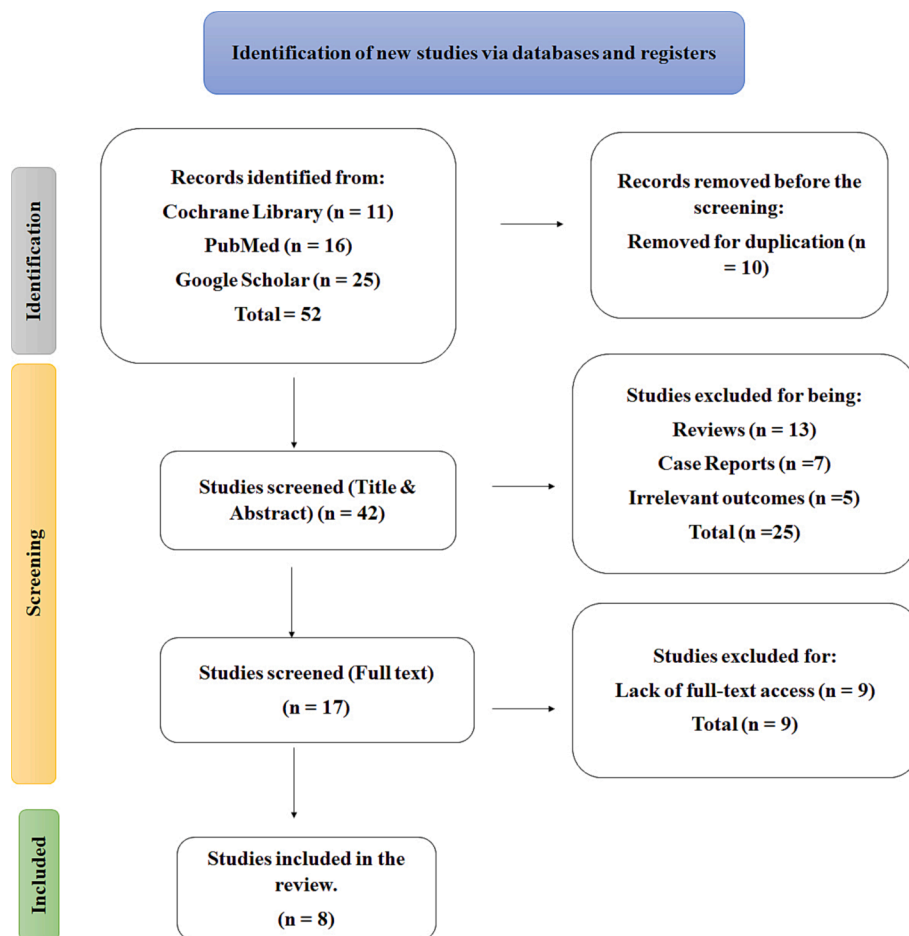 Identification of new studies via databases and registers
Identification
Records identified from:
Cochrane Library (n = 11)
PubMed (n = 16)
Google Scholar (n = 25)
Total = 52
Records removed before the
screening:
Removed for duplication (n
= 10)
Screening
Studies screened (Title &
Abstract) (n = 42)
Studies excluded for being:
Reviews (n = 13)
Case Reports (n =7)
Irrelevant outcomes (n =5)
Total (n =25)
Studies screened (Full text)
(n = 17)
Studies excluded for:
Lack of full-text access (n = 9)
Total (n = 9)
Included
Studies included in the
review.
(n = 8)